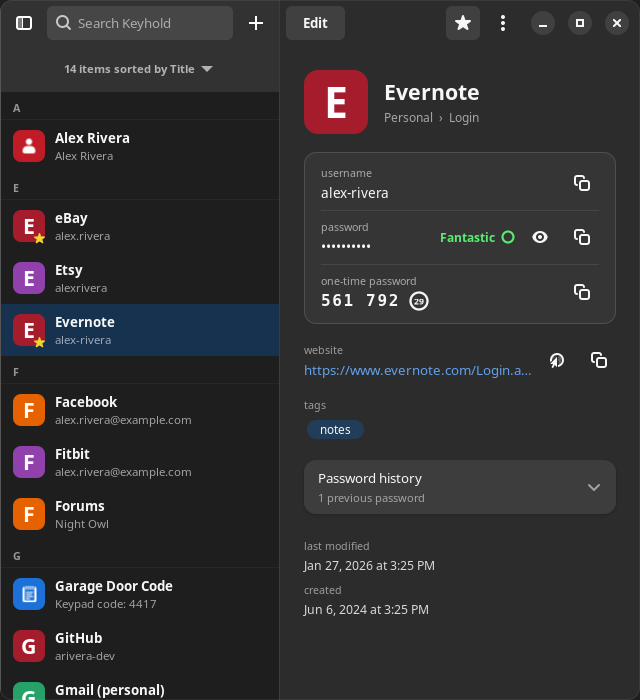 Search Keyhold
14 items sorted by Title
A
Alex Rivera
Alex Rivera
E
E
eBay
alex.rivera
E
Etsy
alexrivera
E
Evernote
alex-rivera
F
F
Facebook
alex.rivera@example.com
F
Fitbit
alex.rivera@example.com
F
Forums
Night Owl
G
Garage Door Code
Keypad code: 4417
G
GitHub
arivera-dev
G
Gmail (personal)
Edit
E
Evernote
Personal › Login
username
alex-rivera
password
••••••••••
Fantastic
one-time password
561 792 29
website
https://www.evernote.com/Login.a...
tags
notes
Password history
1 previous password
last modified
Jan 27, 2026 at 3:25 PM
created
Jun 6, 2024 at 3:25 PM